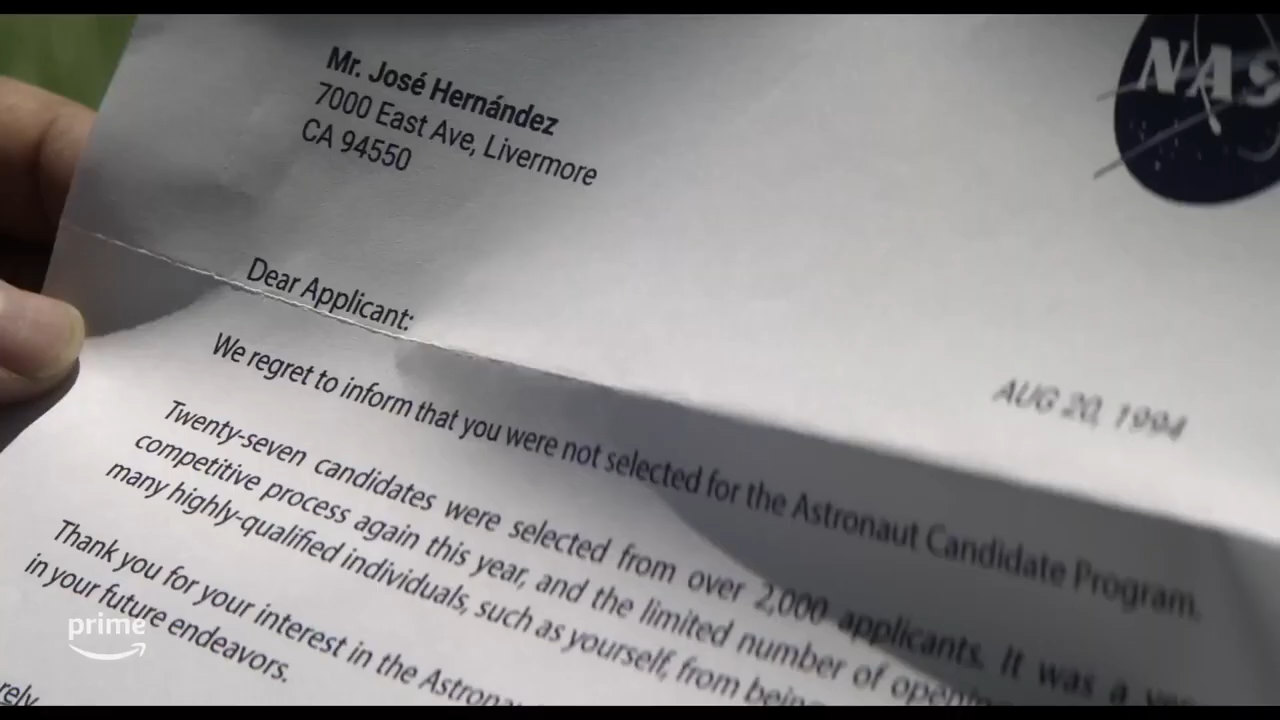 Mr. José Hernández
7000 East Ave, Livermore
CA 94550
NAS
AUG 20, 1994
Dear Applicant:
We regret to inform that you were not selected for the Astronaut Candidate Program.
Twenty-seven candidates were selected from over 2,000 applicants. It was a
competitive process again this year, and the limited number of
many highly-qualified individuals, such as yourself, from
Thank you for your interest in the
in your future endeavors.
prime